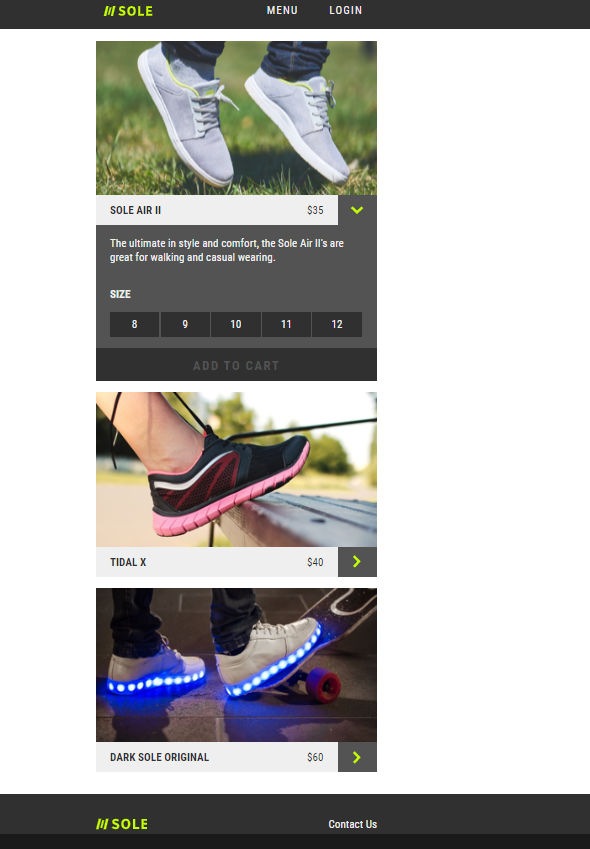 SOLE
MENU LOGIN
SOLE AIR II $35
The ultimate in style and comfort, the Sole Air II's are
great for walking and casual wearing.
SIZE
8 9 10 11 12
ADD TO CART
TIDAL X $40
DARK SOLE ORIGINAL $60
SOLE Contact Us